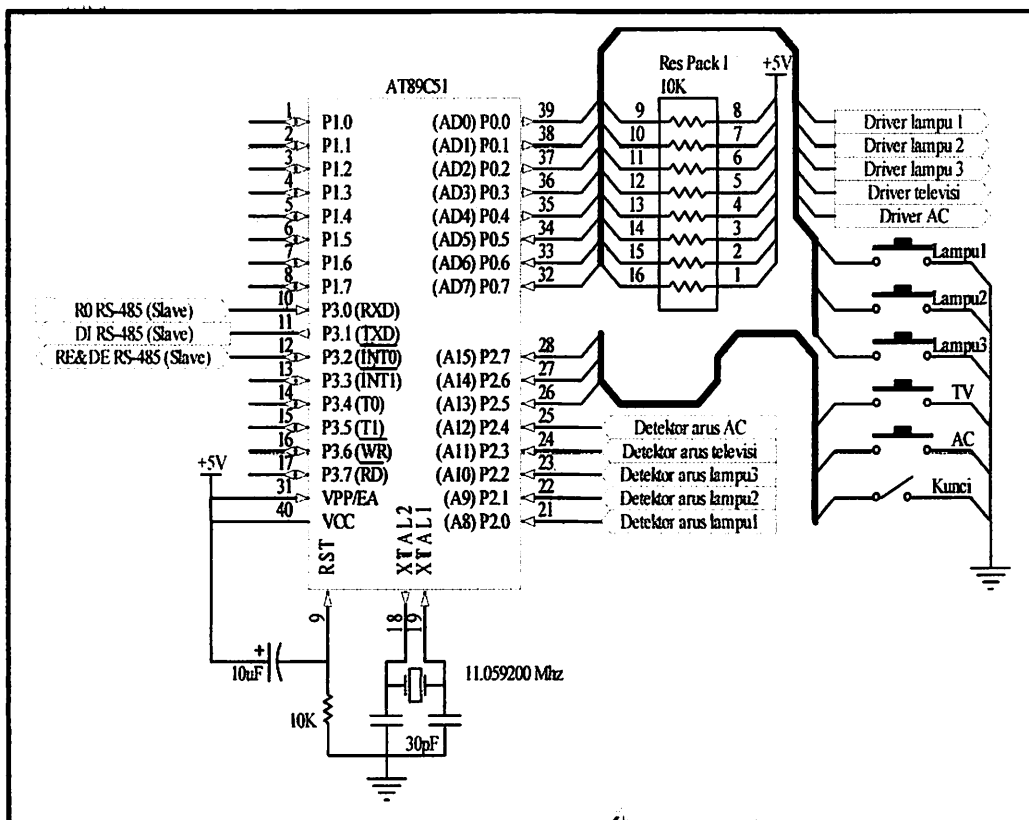 AT89C51
1 P1.0
2 P1.1
3 P1.2
4 P1.3
5 P1.4
6 P1.5
7 P1.6
8 P1.7
R0 RS-485 (Slave) 10 P3.0 (RXD)
DI RS-485 (Slave) 11 P3.1 (TXD)
RE&DE RS-485 (Slave) 12 P3.2 (INT0)
13 P3.3 (INT1)
14 P3.4 (T0)
15 P3.5 (T1)
16 P3.6 (WR)
17 P3.7 (RD)
+5V
31 VPP/EA
40 VCC
RST
XTAL2
XTAL1
9
18
19
(AD0) P0.0 39
(AD1) P0.1 38
(AD2) P0.2 37
(AD3) P0.3 36
(AD4) P0.4 35
(AD5) P0.5 34
(AD6) P0.6 33
(AD7) P0.7 32
(A15) P2.7 28
(A14) P2.6 27
(A13) P2.5 26
(A12) P2.4 25 Detektor arus AC
(A11) P2.3 24 Detektor arus televisi
(A10) P2.2 23 Detektor arus lampu3
(A9) P2.1 22 Detektor arus lampu2
(A8) P2.0 21 Detektor arus lampu1
Res Pack 1
10K
+5V
9 8
10 7
11 6
12 5
13 4
14 3
15 2
16 1
Driver lampu 1
Driver lampu 2
Driver lampu 3
Driver televisi
Driver AC
Lampu1
Lampu2
Lampu3
TV
AC
Kunci
+
10uF
10K
11.059200 Mhz
30pF